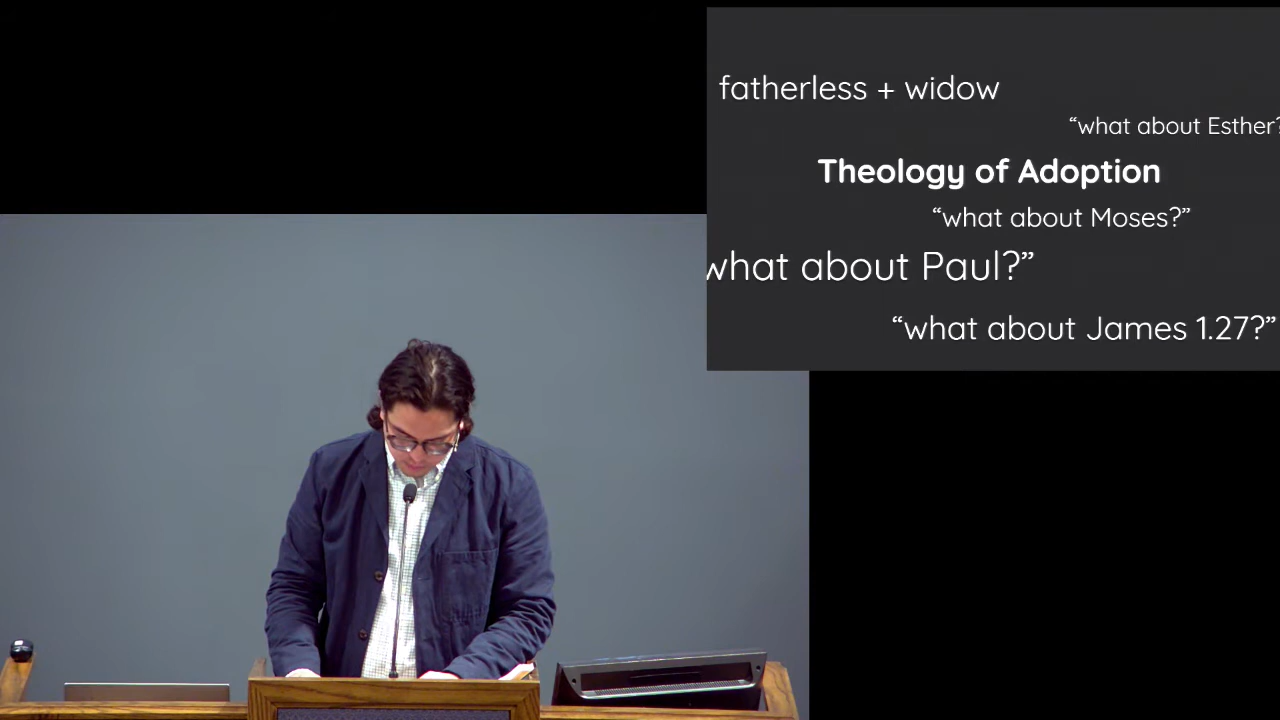 fatherless + widow
“what about Esther?
Theology of Adoption
“what about Moses?”
what about Paul?”
“what about James 1.27?”